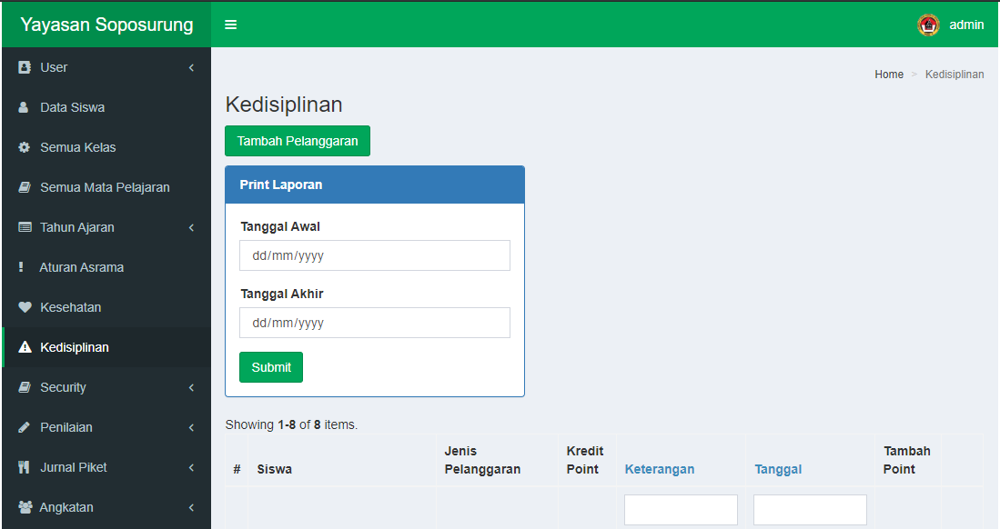 Yayasan Soposurung
admin
User
Data Siswa
Semua Kelas
Semua Mata Pelajaran
Tahun Ajaran
Aturan Asrama
Kesehatan
Kedisiplinan
Security
Penilaian
Jurnal Piket
Angkatan
Home > Kedisiplinan
Kedisiplinan
Tambah Pelanggaran
Print Laporan
Tanggal Awal
dd/mm/yyyy
Tanggal Akhir
dd/mm/yyyy
Submit
Showing 1-8 of 8 items.
# Siswa Jenis Pelanggaran Kredit Point Keterangan Tanggal Tambah Point